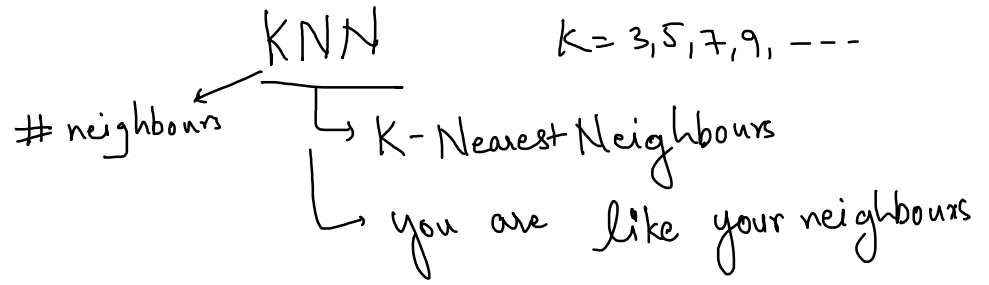 KNN K = 3, 5, 7, 9, ---
# neighbours
K - Nearest Neighbours
you are like your neighbours